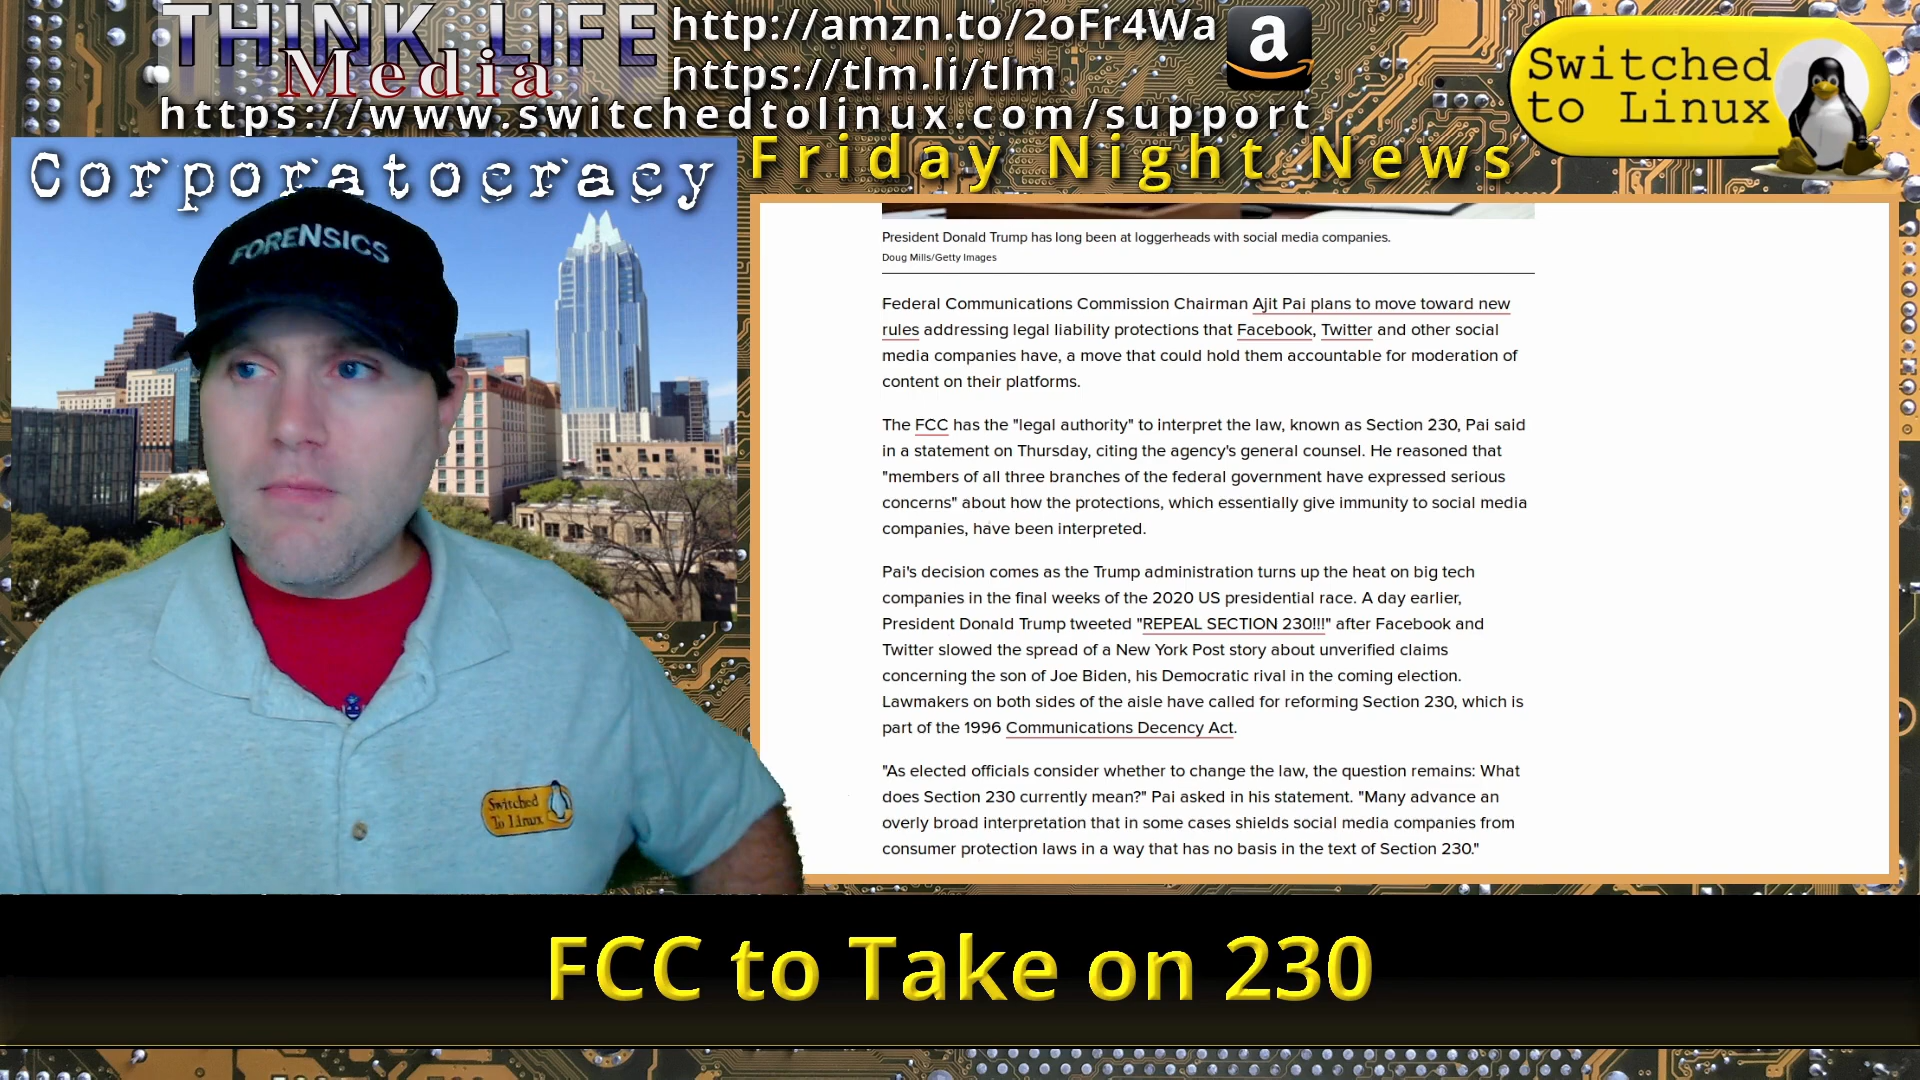 THINK LIFE
Media
http://amzn.to/2oFr4Wa
https://tlm.li/tlm
https://www.switchedtolinux.com/support
a
Switched
to Linux
Friday Night News
Corporatocracy
FORENSICS
Switched
To Linux
President Donald Trump has long been at loggerheads with social media companies.
Doug Mills/Getty Images
Federal Communications Commission Chairman Ajit Pai plans to move toward new
rules addressing legal liability protections that Facebook, Twitter and other social
media companies have, a move that could hold them accountable for moderation of
content on their platforms.
The FCC has the "legal authority" to interpret the law, known as Section 230, Pai said
in a statement on Thursday, citing the agency's general counsel. He reasoned that
"members of all three branches of the federal government have expressed serious
concerns" about how the protections, which essentially give immunity to social media
companies, have been interpreted.
Pai's decision comes as the Trump administration turns up the heat on big tech
companies in the final weeks of the 2020 US presidential race. A day earlier,
President Donald Trump tweeted "REPEAL SECTION 230!!!" after Facebook and
Twitter slowed the spread of a New York Post story about unverified claims
concerning the son of Joe Biden, his Democratic rival in the coming election.
Lawmakers on both sides of the aisle have called for reforming Section 230, which is
part of the 1996 Communications Decency Act.
"As elected officials consider whether to change the law, the question remains: What
does Section 230 currently mean?" Pai asked in his statement. "Many advance an
overly broad interpretation that in some cases shields social media companies from
consumer protection laws in a way that has no basis in the text of Section 230."
FCC to Take on 230